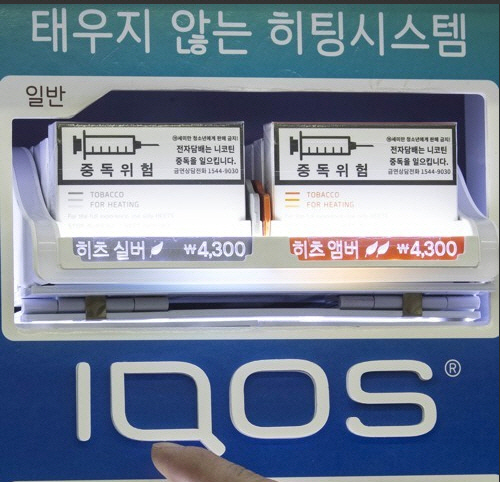 태우지 않는 히팅시스템
일반
전자담배는 니코틴
중독을 일으킵니다.
금연상담전화 1544-9030
중독위험
TOBACCO
FOR HEATING
히츠 실버 ₩4,300
전자담배는 니코틴
중독을 일으킵니다.
금연상담전화 1544-9030
중독위험
TOBACCO
FOR HEATING
히츠 앰버 ₩4,300
IQOS®